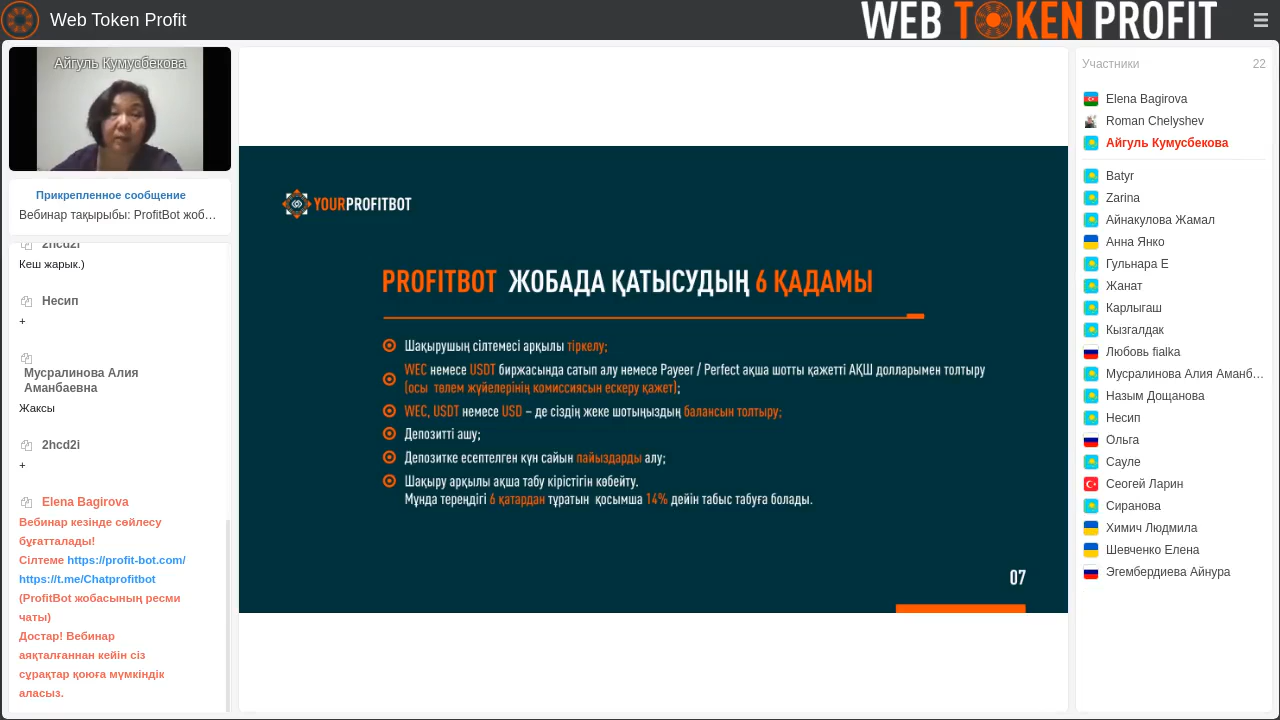 Web Token Profit
WEB TOKEN PROFIT
Айгуль Кумусбекова
Прикрепленное сообщение
Вебинар тақырыбы: ProfitBot жоб…
2hcd2i
Кеш жарык.)
Несип
+
Мусралинова Алия
Аманбаевна
Жаксы
2hcd2i
+
Elena Bagirova
Вебинар кезінде сөйлесу
бұғатталады!
Сілтеме https://profit-bot.com/
https://t.me/Chatprofitbot
(ProfitBot жобасының ресми
чаты)
Достар! Вебинар
аяқталғаннан кейін сіз
сұрақтар қоюға мүмкіндік
аласыз.
YOURPROFITBOT
PROFITBOT ЖОБАДА ҚАТЫСУДЫҢ 6 ҚАДАМЫ
Шақырушың сілтемесі арқылы тіркелу;
WEC немесе USDT биржасында сатып алу немесе Payeer / Perfect ақша шотты қажетті АҚШ долларымен толтыру
(осы төлем жүйелерінің комиссиясын ескеру қажет);
WEC, USDT немесе USD – де сіздің жеке шотыңыздың балансын толтыру;
Депозитті ашу;
Депозитке есептелген күн сайын пайыздарды алу;
Шақыру арқылы ақша табу кірістігін көбейту.
Мұнда тереңдігі 6 қатардан тұратын қосымша 14% дейін табыс табуға болады.
07
Участники 22
Elena Bagirova
Roman Chelyshev
Айгуль Кумусбекова
Batyr
Zarina
Айнакулова Жамал
Анна Янко
Гульнара Е
Жанат
Карлыгаш
Кызгалдак
Любовь fialka
Мусралинова Алия Аманб…
Назым Дощанова
Несип
Ольга
Сауле
Сеогей Ларин
Сиранова
Химич Людмила
Шевченко Елена
Эгембердиева Айнура